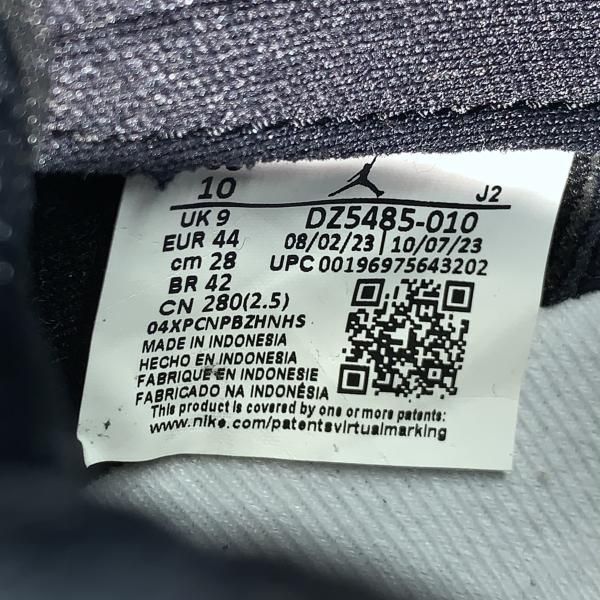 10
J2
UK 9
DZ5485-010
EUR 44
08/02/23 | 10/07/23
cm 28
UPC 00196975643202
BR 42
CN 280(2.5)
04XPCNPBZHNHS
MADE IN INDONESIA
HECHO EN INDONESIA
FABRIQUE EN INDONESIE
FABRICADO NA INDONÉSIA
This product is covered by one or more patents:
www.nike.com/patentsvirtualmarking